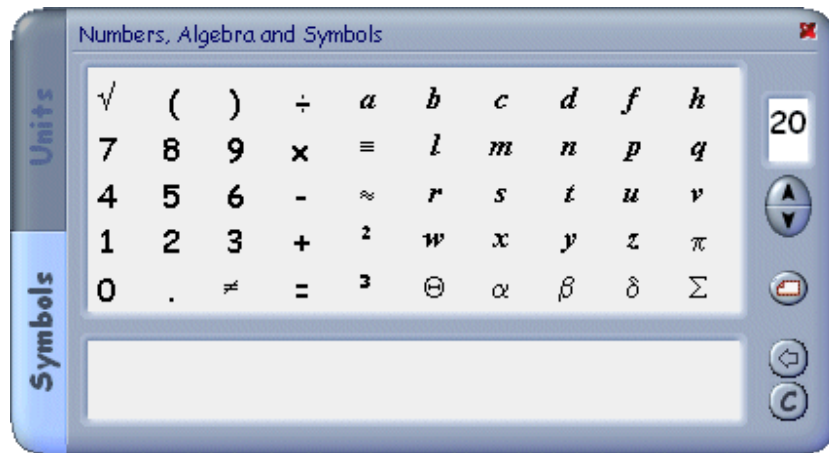 Numbers, Algebra and Symbols
Units
√ ( ) ÷ a b c d f h
20
7 8 9 × ≡ l m n p q
4 5 6 - ≈ r s t u v
1 2 3 + ² w x y z π
0 . ≠ = ³ Θ α β δ Σ
Symbols
C